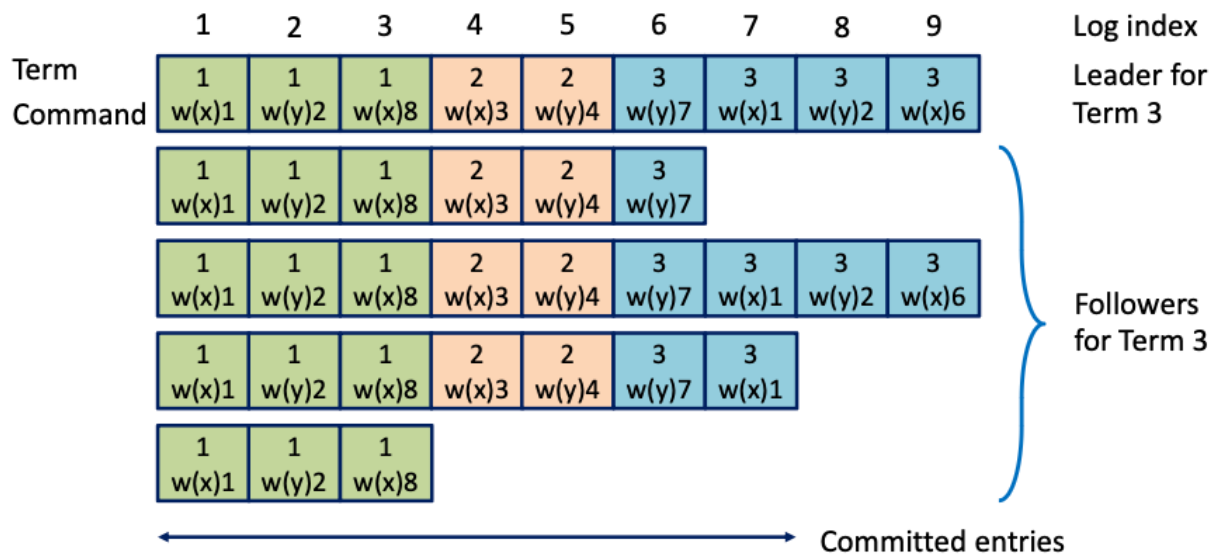 1 2 3 4 5 6 7 8 9 Log index
Term 1 1 1 2 2 3 3 3 3 Leader for
Command w(x)1 w(y)2 w(x)8 w(x)3 w(y)4 w(y)7 w(x)1 w(y)2 w(x)6 Term 3
1 1 1 2 2 3
w(x)1 w(y)2 w(x)8 w(x)3 w(y)4 w(y)7
1 1 1 2 2 3 3 3 3
w(x)1 w(y)2 w(x)8 w(x)3 w(y)4 w(y)7 w(x)1 w(y)2 w(x)6
Followers
for Term 3
1 1 1 2 2 3 3
w(x)1 w(y)2 w(x)8 w(x)3 w(y)4 w(y)7 w(x)1
1 1 1
w(x)1 w(y)2 w(x)8
Committed entries